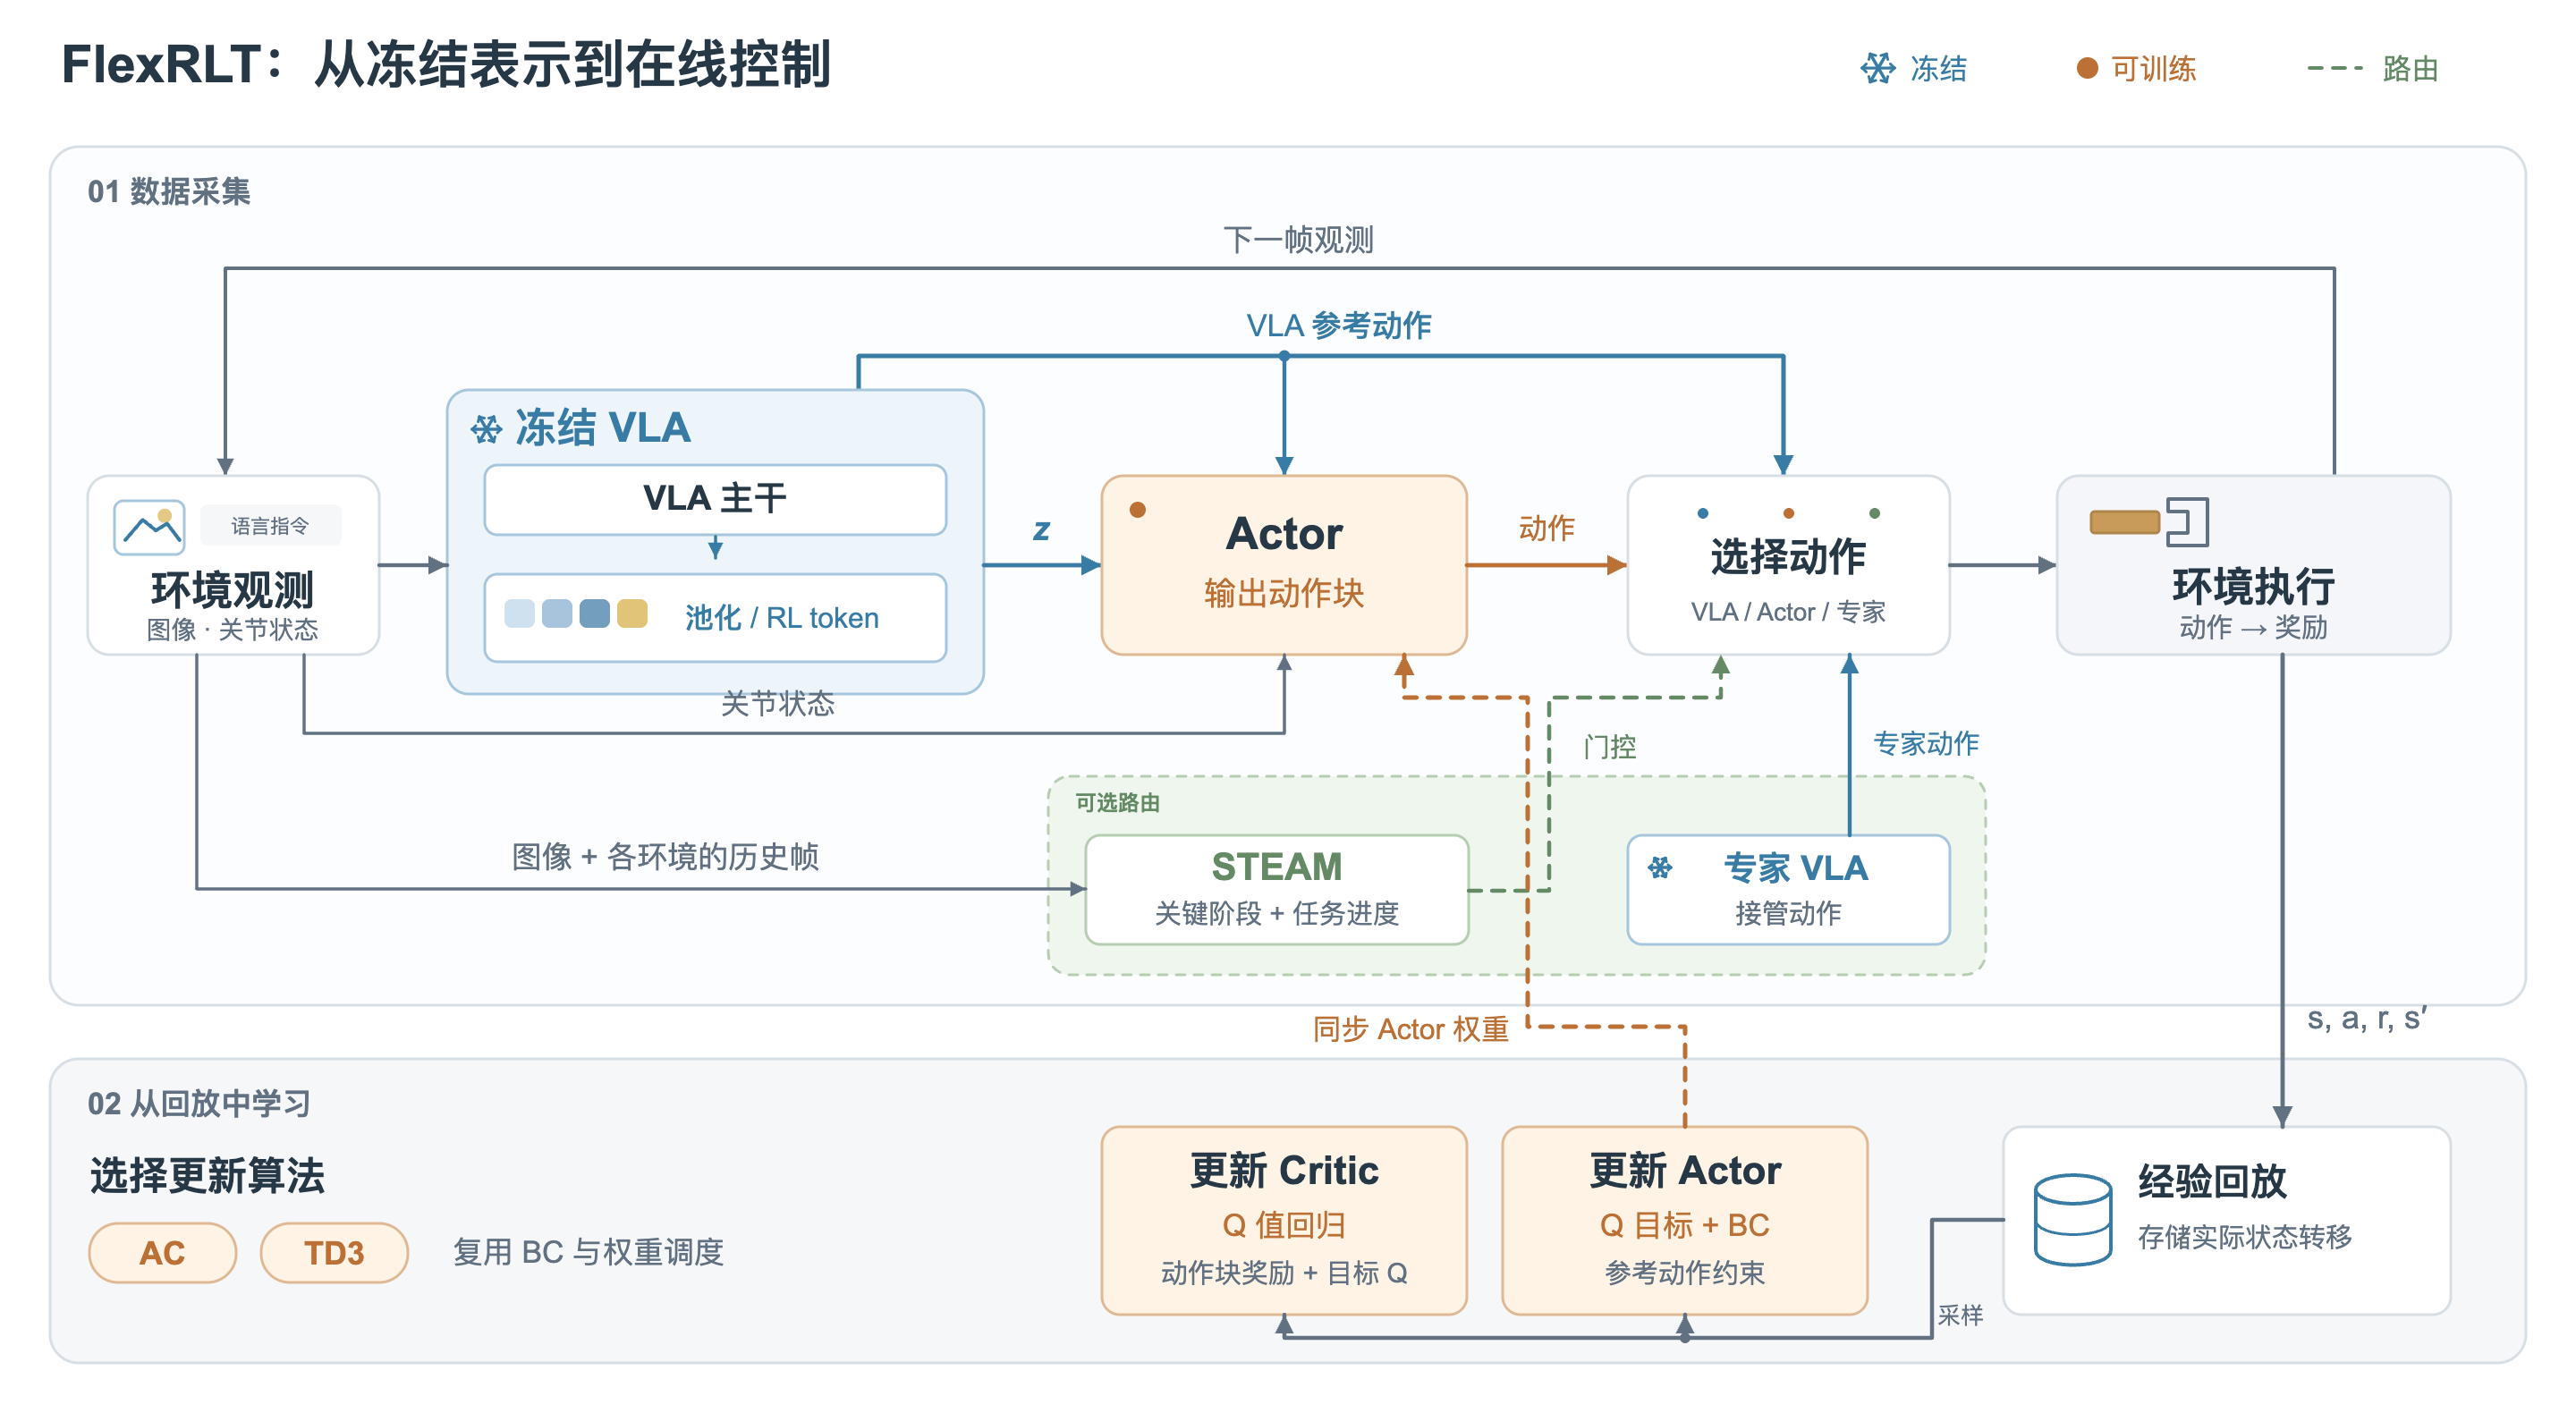 FlexRLT：从冻结表示到在线控制
冻结
可训练
路由
01 数据采集
下一帧观测
VLA 参考动作
冻结 VLA
VLA 主干
池化 / RL token
语言指令
环境观测
图像 · 关节状态
z
Actor
输出动作块
动作
选择动作
VLA / Actor / 专家
环境执行
动作 → 奖励
关节状态
门控
专家动作
可选路由
图像 + 各环境的历史帧
STEAM
关键阶段 + 任务进度
专家 VLA
接管动作
同步 Actor 权重
s, a, r, s′
02 从回放中学习
选择更新算法
AC
TD3
复用 BC 与权重调度
更新 Critic
Q 值回归
动作块奖励 + 目标 Q
更新 Actor
Q 目标 + BC
参考动作约束
经验回放
存储实际状态转移
采样